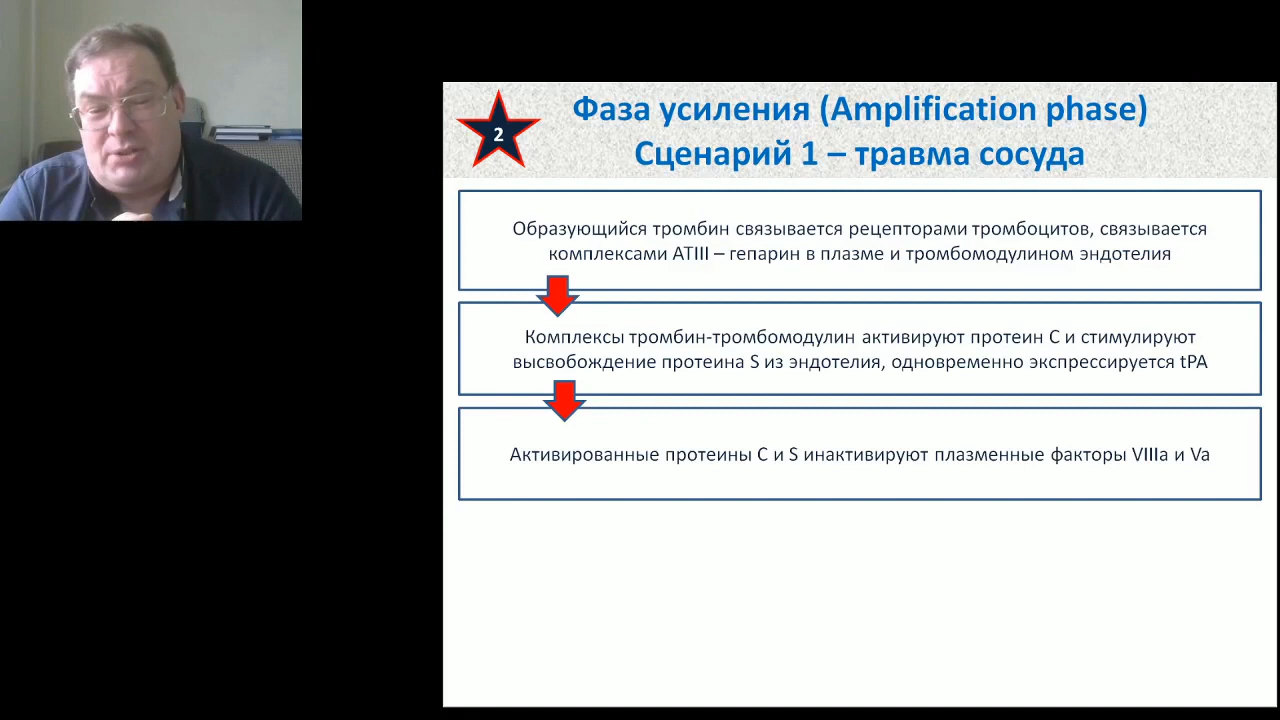 2
Фаза усиления (Amplification phase)
Сценарий 1 – травма сосуда
Образующийся тромбин связывается рецепторами тромбоцитов, связывается
комплексами ATIII – гепарин в плазме и тромбомодулином эндотелия
Комплексы тромбин-тромбомодулин активируют протеин С и стимулируют
высвобождение протеина S из эндотелия, одновременно экспрессируется tPA
Активированные протеины С и S инактивируют плазменные факторы VIIIa и Va